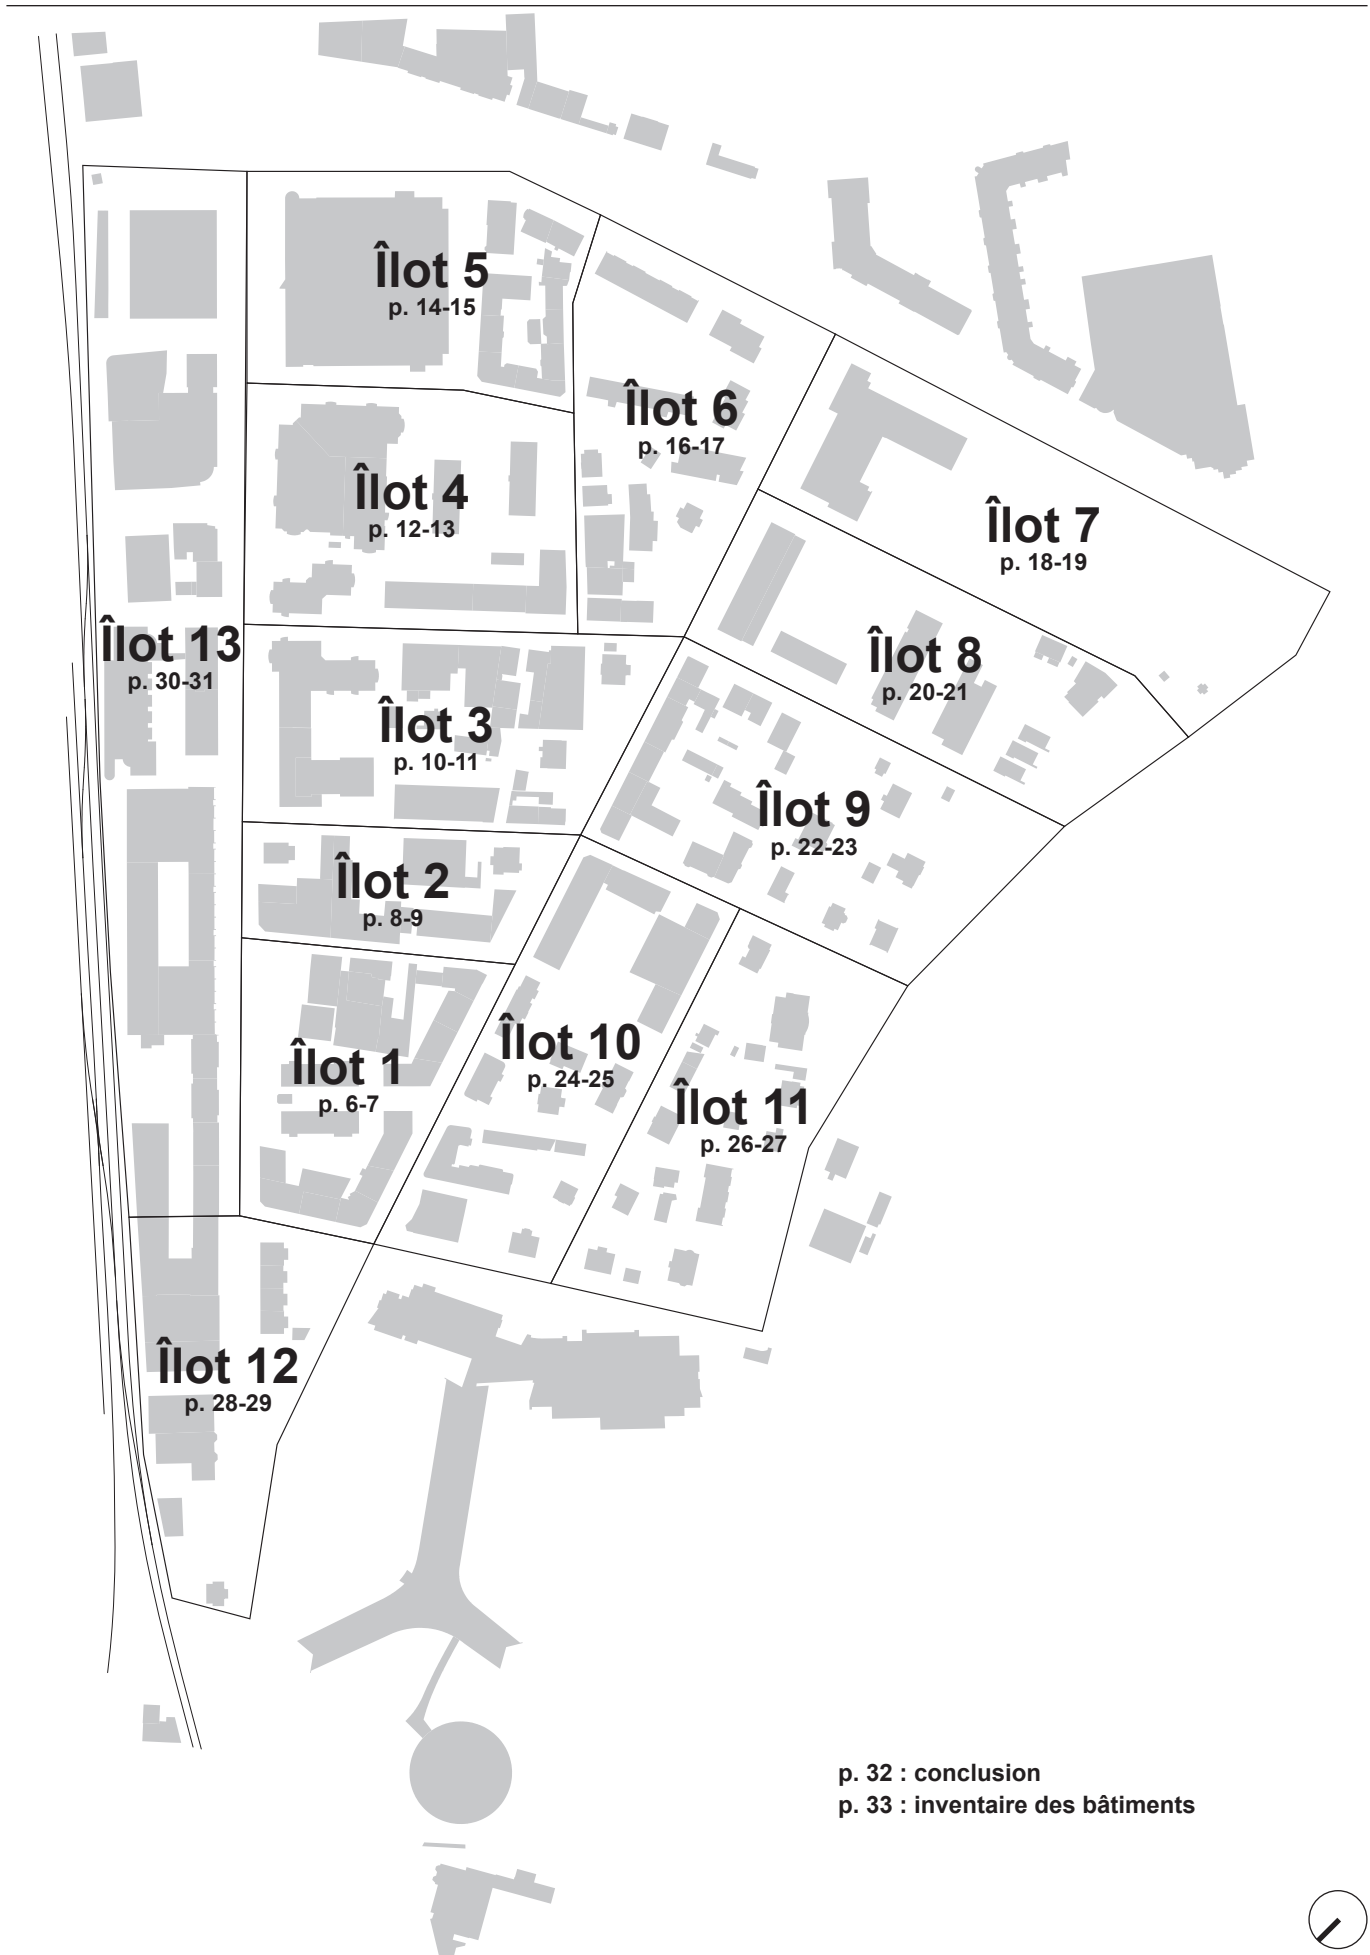 Îlot 5
p. 14-15
Îlot 6
p. 16-17
Îlot 4
p. 12-13
Îlot 7
p. 18-19
Îlot 13
p. 30-31
Îlot 8
p. 20-21
Îlot 3
p. 10-11
Îlot 9
p. 22-23
Îlot 2
p. 8-9
Îlot 10
p. 24-25
Îlot 1
p. 6-7
Îlot 11
p. 26-27
Îlot 12
p. 28-29
p. 32 : conclusion
p. 33 : inventaire des bâtiments